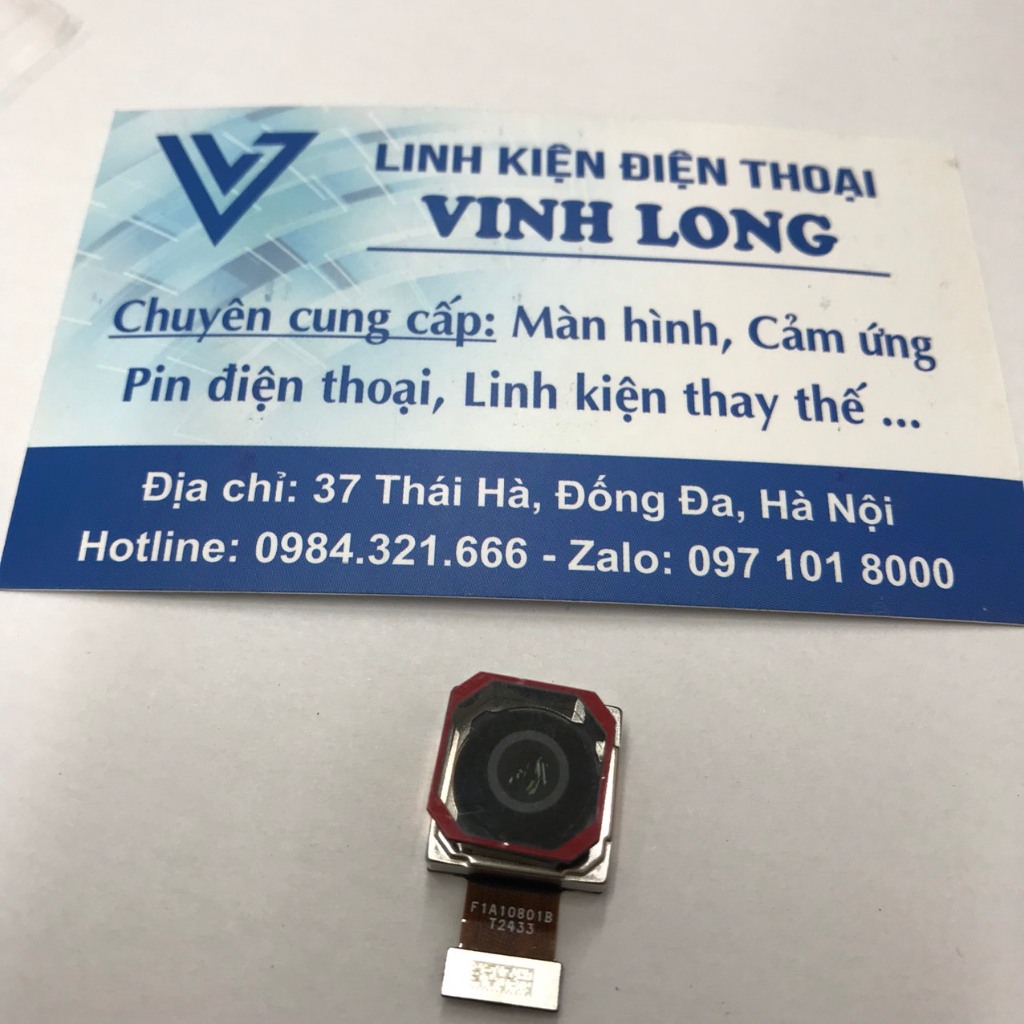 LINH KIỆN ĐIỆN THOẠI
VINH LONG
Chuyên cung cấp: Màn hình, Cảm ứng
Pin điện thoại, Linh kiện thay thế ...
Địa chỉ: 37 Thái Hà, Đống Đa, Hà Nội
Hotline: 0984.321.666 - Zalo: 097 101 8000
F1A10801B
T2433